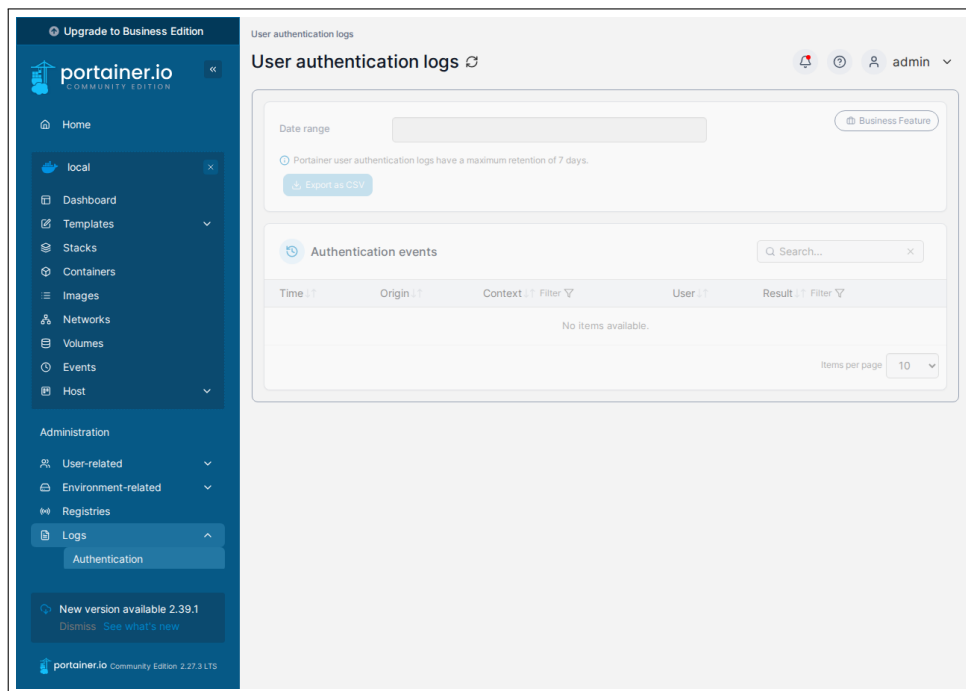 Upgrade to Business Edition
portainer.io
COMMUNITY EDITION
Home
local
Dashboard
Templates
Stacks
Containers
Images
Networks
Volumes
Events
Host
Administration
User-related
Environment-related
Registries
Logs
Authentication
New version available 2.39.1
Dismiss See what's new
portainer.io Community Edition 2.27.3 LTS
User authentication logs
User authentication logs
admin
Date range
Business Feature
Portainer user authentication logs have a maximum retention of 7 days.
Export as CSV
Authentication events
Search...
Time Origin Context Filter User Result Filter
No items available.
Items per page 10